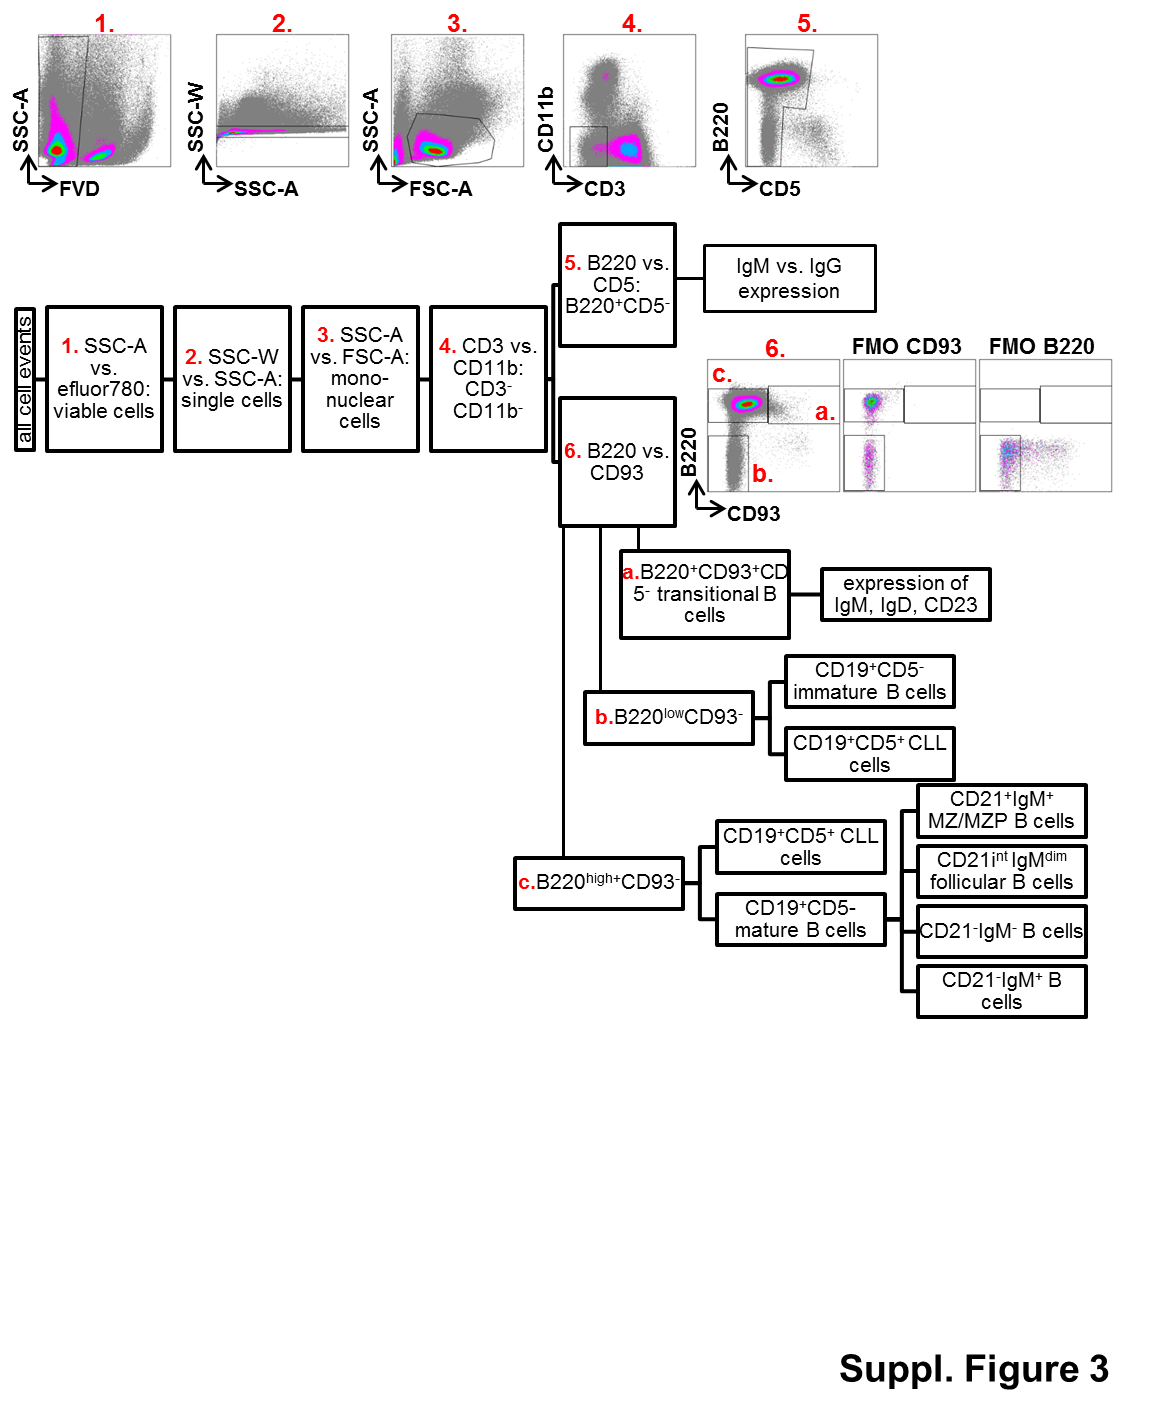 1.
2.
3.
4.
5.
SSC-A
FVD
SSC-W
SSC-A
SSC-A
FSC-A
CD11b
CD3
B220
CD5
all cell events
1. SSC-A
vs.
efluor780:
viable cells
2. SSC-W
vs. SSC-A:
single cells
3. SSC-A
vs. FSC-A:
mono-
nuclear
cells
4. CD3 vs.
CD11b:
CD3-
CD11b-
5. B220 vs.
CD5:
B220+CD5-
IgM vs. IgG
expression
6. B220 vs.
CD93
6.
FMO CD93
FMO B220
c.
a.
b.
B220
CD93
a.B220+CD93+CD
5- transitional B
cells
expression of
IgM, IgD, CD23
b.B220lowCD93-
CD19+CD5-
immature B cells
CD19+CD5+ CLL
cells
c.B220high+CD93-
CD19+CD5+ CLL
cells
CD19+CD5-
mature B cells
CD21+IgM+
MZ/MZP B cells
CD21int IgMdim
follicular B cells
CD21-IgM- B cells
CD21-IgM+ B
cells
Suppl. Figure 3